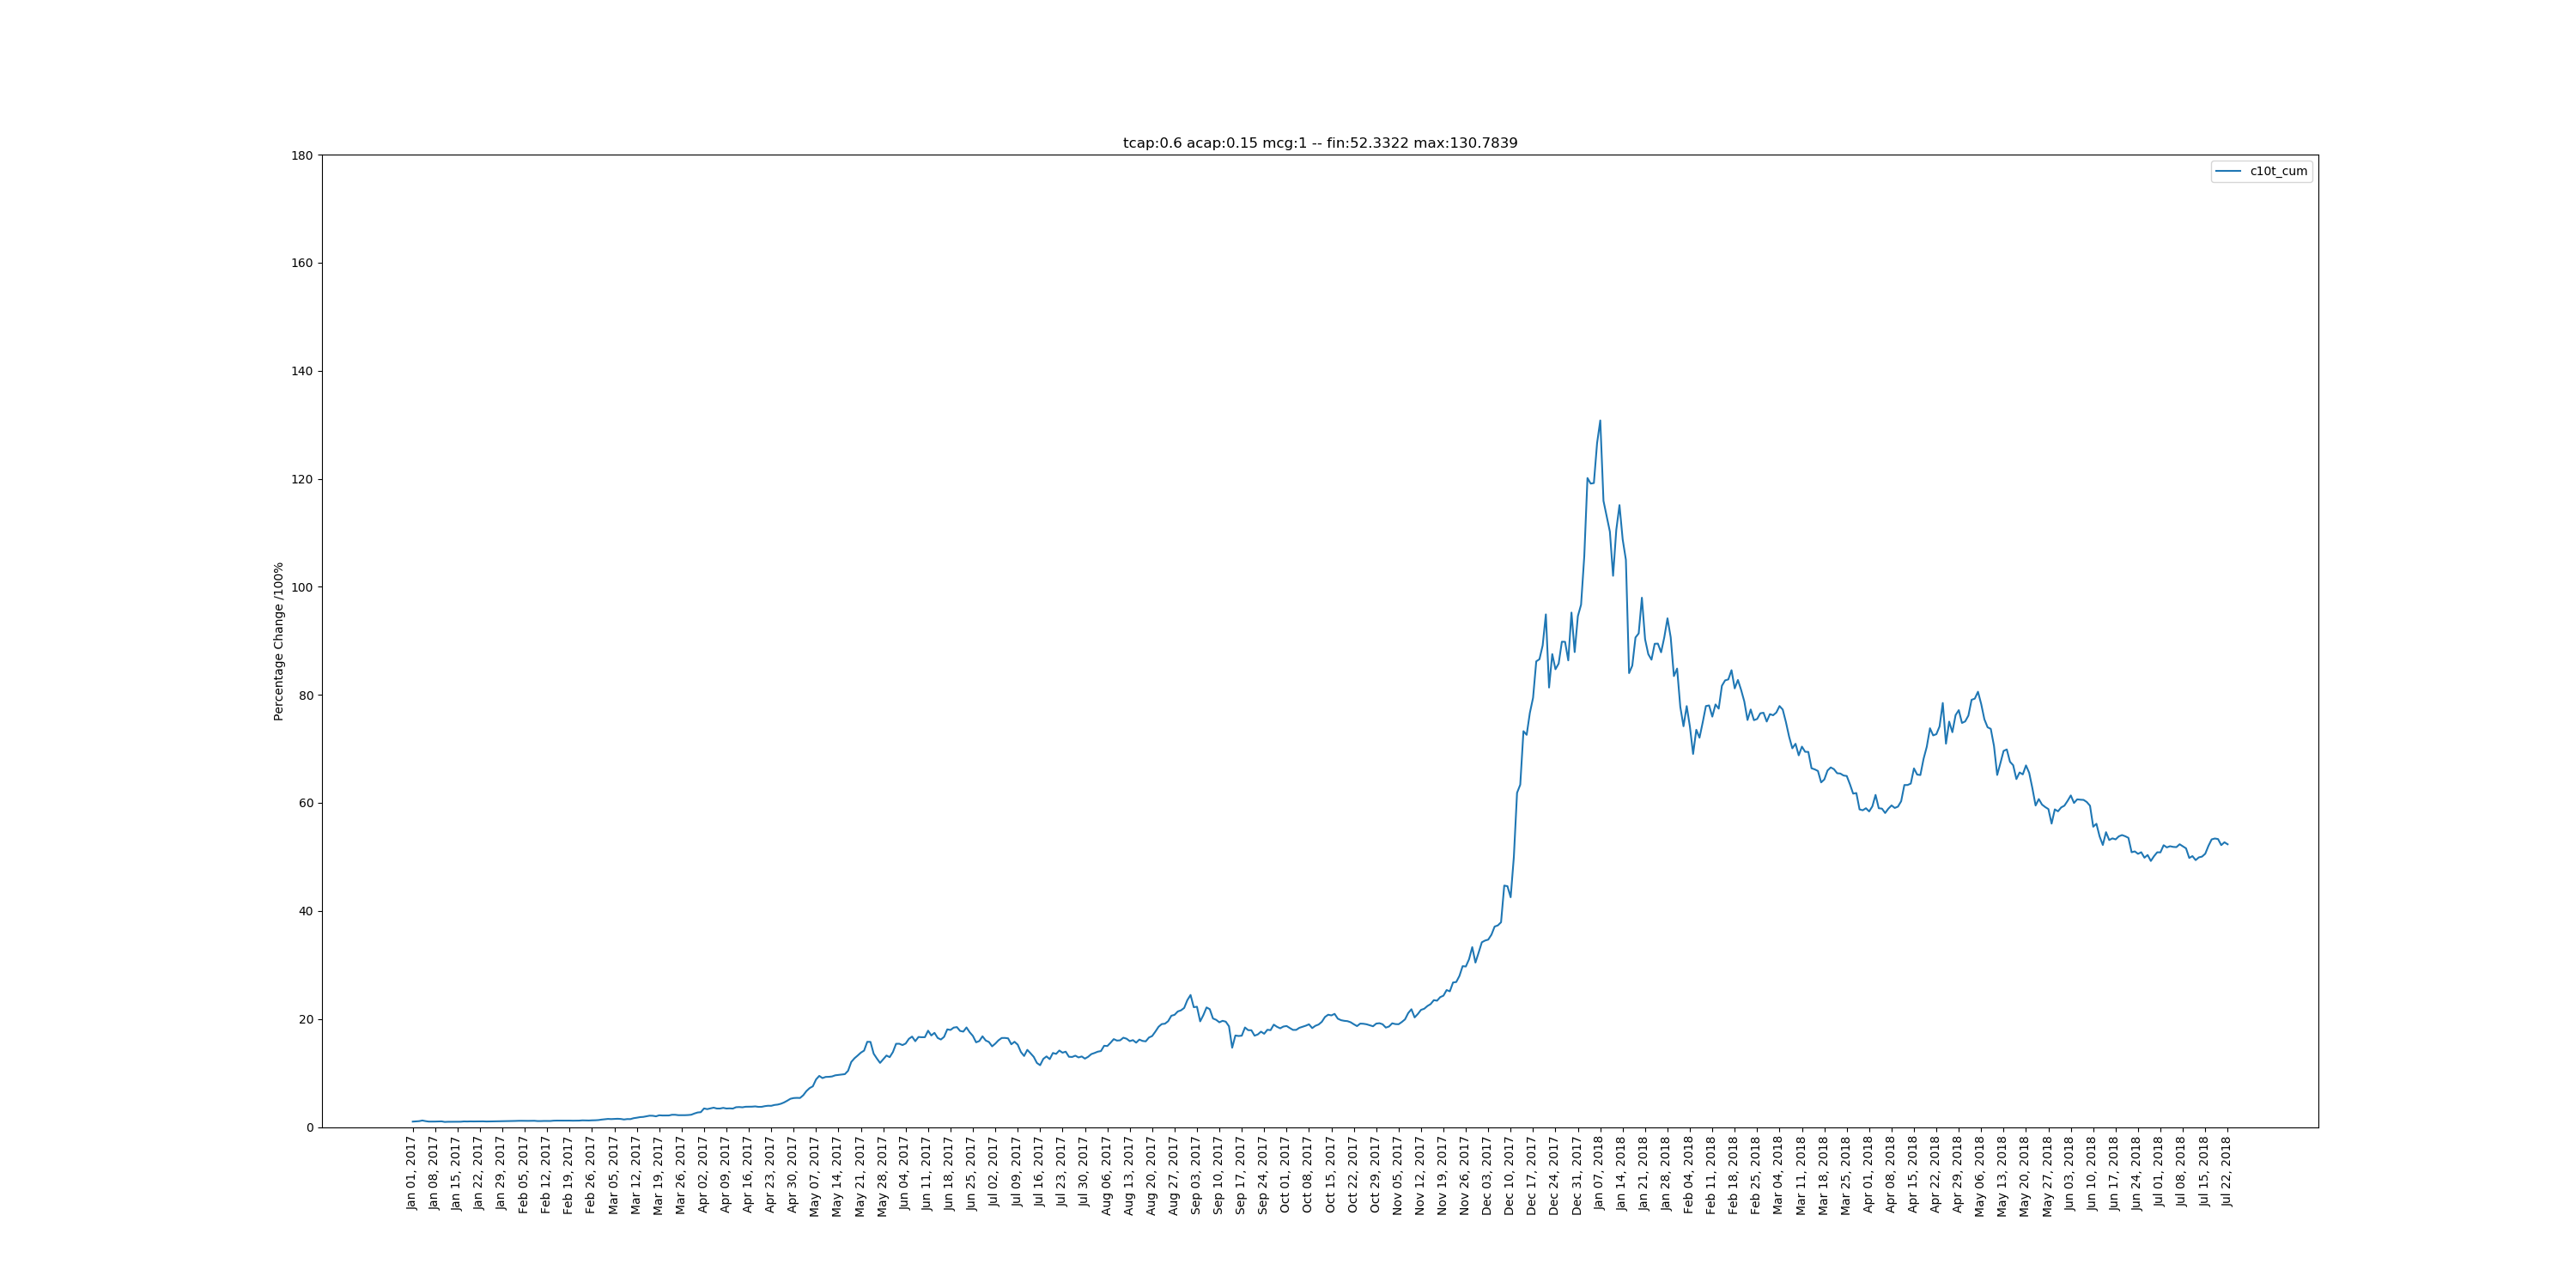 tcap:0.6 acap:0.15 mcg:1 -- fin:52.3322 max:130.7839
c10t_cum
Percentage Change /100%
180
160
140
120
100
80
60
40
20
0
Jan 01, 2017
Jan 08, 2017
Jan 15, 2017
Jan 22, 2017
Jan 29, 2017
Feb 05, 2017
Feb 12, 2017
Feb 19, 2017
Feb 26, 2017
Mar 05, 2017
Mar 12, 2017
Mar 19, 2017
Mar 26, 2017
Apr 02, 2017
Apr 09, 2017
Apr 16, 2017
Apr 23, 2017
Apr 30, 2017
May 07, 2017
May 14, 2017
May 21, 2017
May 28, 2017
Jun 04, 2017
Jun 11, 2017
Jun 18, 2017
Jun 25, 2017
Jul 02, 2017
Jul 09, 2017
Jul 16, 2017
Jul 23, 2017
Jul 30, 2017
Aug 06, 2017
Aug 13, 2017
Aug 20, 2017
Aug 27, 2017
Sep 03, 2017
Sep 10, 2017
Sep 17, 2017
Sep 24, 2017
Oct 01, 2017
Oct 08, 2017
Oct 15, 2017
Oct 22, 2017
Oct 29, 2017
Nov 05, 2017
Nov 12, 2017
Nov 19, 2017
Nov 26, 2017
Dec 03, 2017
Dec 10, 2017
Dec 17, 2017
Dec 24, 2017
Dec 31, 2017
Jan 07, 2018
Jan 14, 2018
Jan 21, 2018
Jan 28, 2018
Feb 04, 2018
Feb 11, 2018
Feb 18, 2018
Feb 25, 2018
Mar 04, 2018
Mar 11, 2018
Mar 18, 2018
Mar 25, 2018
Apr 01, 2018
Apr 08, 2018
Apr 15, 2018
Apr 22, 2018
Apr 29, 2018
May 06, 2018
May 13, 2018
May 20, 2018
May 27, 2018
Jun 03, 2018
Jun 10, 2018
Jun 17, 2018
Jun 24, 2018
Jul 01, 2018
Jul 08, 2018
Jul 15, 2018
Jul 22, 2018